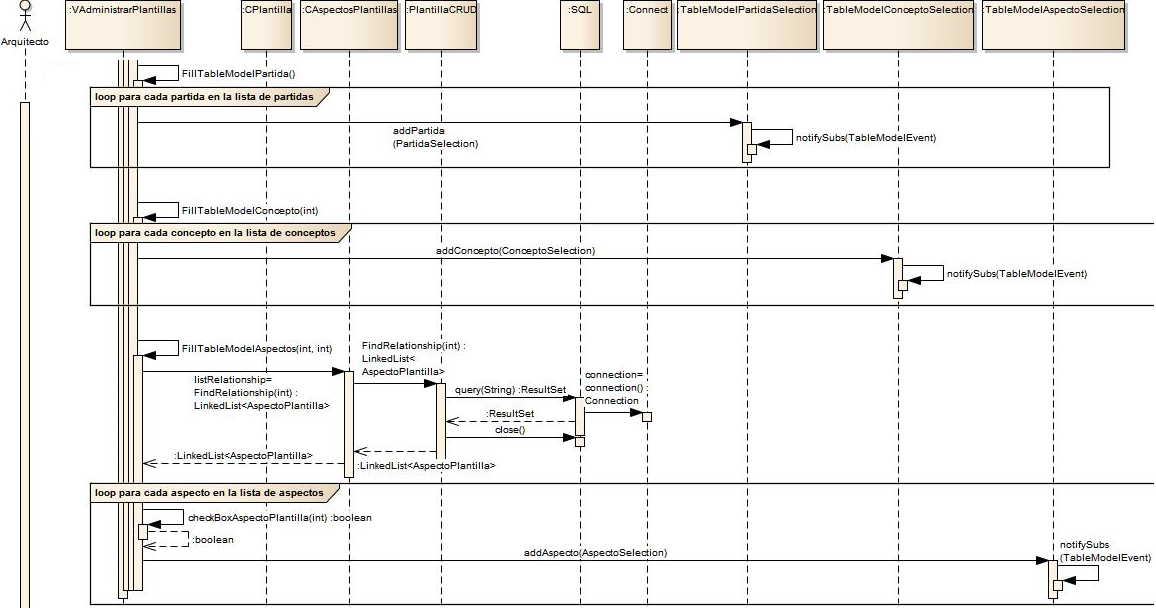 :VAdministrarPlantillas
:CPlantilla
:CAspectosPlantillas
:PlantillaCRUD
:SQL
:Connect
:TableModelPartidaSelection
:TableModelConceptoSelection
:TableModelAspectoSelection
Arquitecto
FillTableModelPartida()
loop para cada partida en la lista de partidas
addPartida
(PartidaSelection)
notifySubs(TableModelEvent)
FillTableModelConcepto(int)
loop para cada concepto en la lista de conceptos
addConcepto(ConceptoSelection)
notifySubs(TableModelEvent)
FillTableModelAspectos(int, int)
FindRelationship(int) :
LinkedList<
AspectoPlantilla>
listRelationship=
FindRelationship(int) :
LinkedList<AspectoPlantilla>
query(String) :ResultSet
connection=
connection() :
Connection
:ResultSet
close()
:LinkedList<AspectoPlantilla>
:LinkedList<AspectoPlantilla>
loop para cada aspecto en la lista de aspectos
checkBoxAspectoPlantilla(int) :boolean
:boolean
addAspecto(AspectoSelection)
notifySubs
(TableModelEvent)